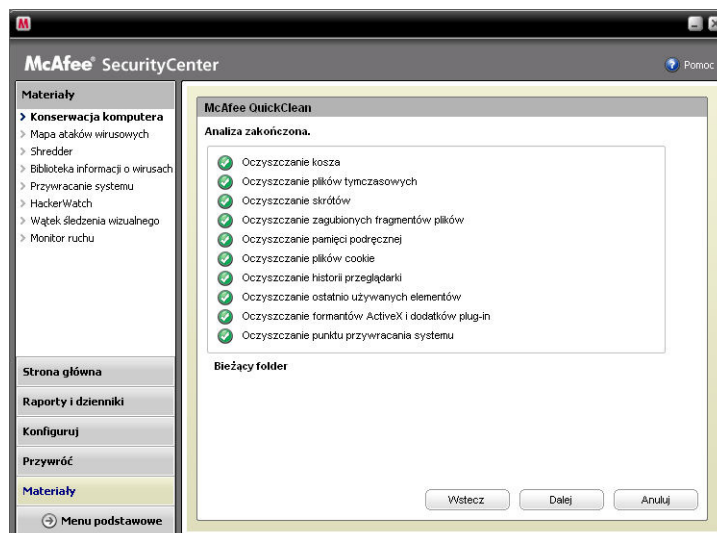 McAfee® SecurityCenter
Pomoc
Materiały
Konserwacja komputera
Mapa ataków wirusowych
Shredder
Biblioteka informacji o wirusach
Przywracanie systemu
HackerWatch
Wątek śledzenia wizualnego
Monitor ruchu
Strona główna
Raporty i dzienniki
Konfiguruj
Przywróć
Materiały
Menu podstawowe
McAfee QuickClean
Analiza zakończona.
Oczyszczanie kosza
Oczyszczanie plików tymczasowych
Oczyszczanie skrótów
Oczyszczanie zagubionych fragmentów plików
Oczyszczanie pamięci podręcznej
Oczyszczanie plików cookie
Oczyszczanie historii przeglądarki
Oczyszczanie ostatnio używanych elementów
Oczyszczanie formantów ActiveX i dodatków plug-in
Oczyszczanie punktu przywracania systemu
Bieżący folder
Wstecz
Dalej
Anuluj